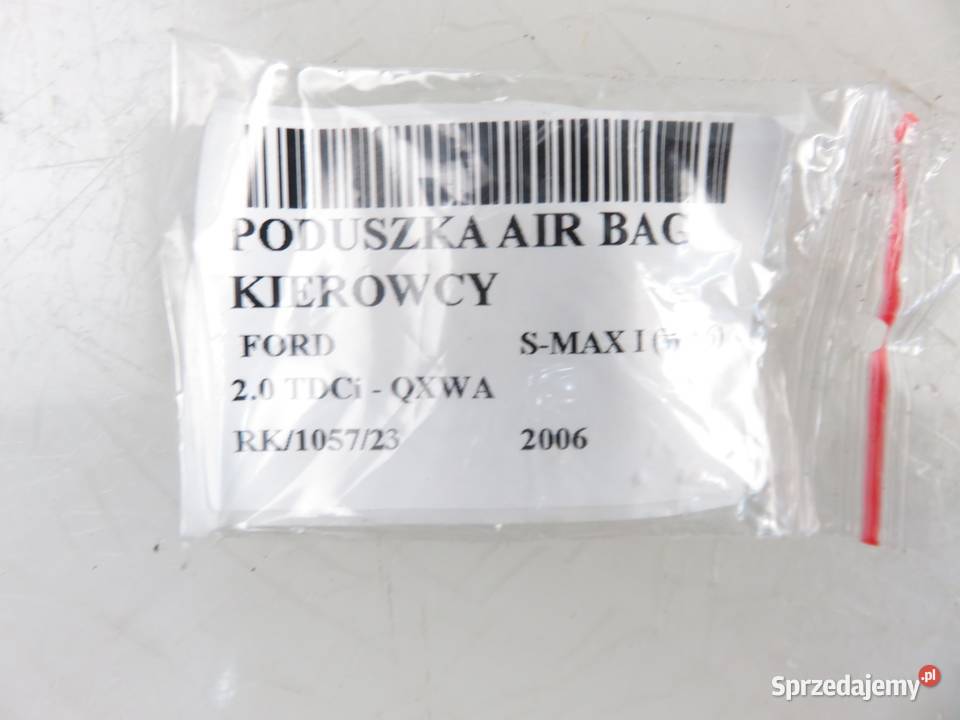 PODUSZKA AIR BAG
KIEROWCY
FORD S-MAX I
2.0 TDCi - QXWA
RK/1057/23 2006
Sprzedajemy.pl